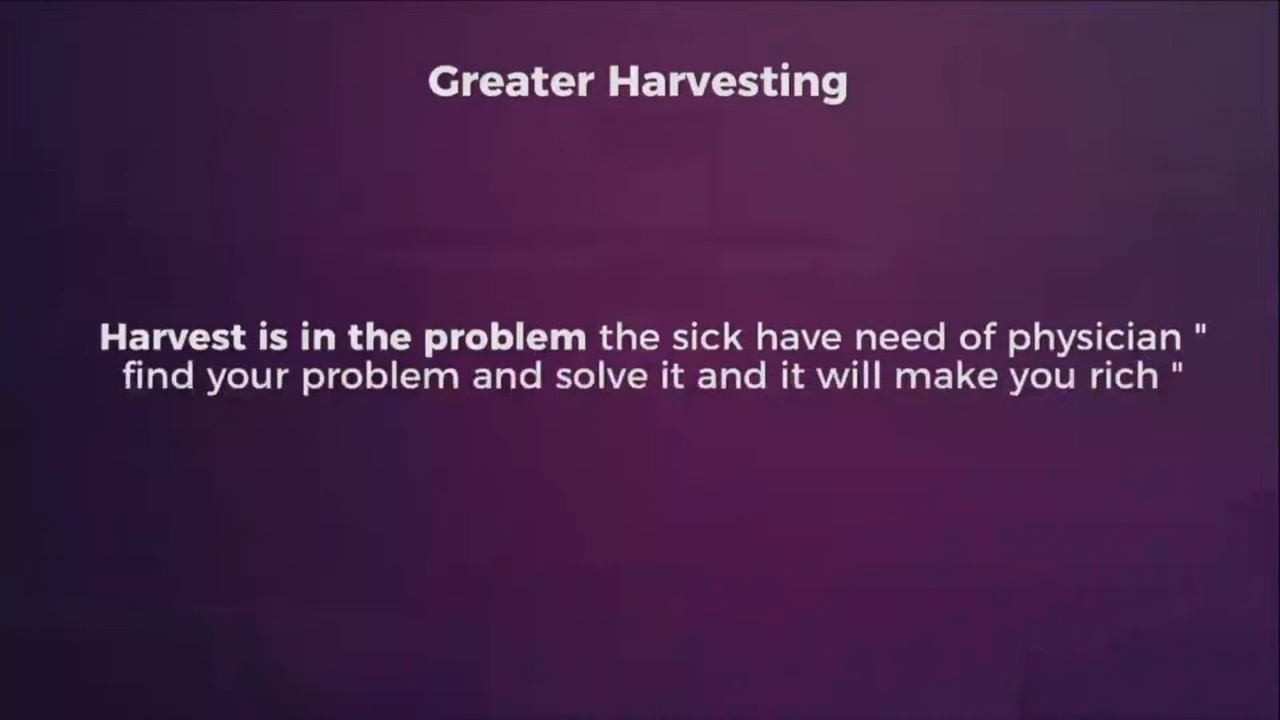 Greater Harvesting
Harvest is in the problem the sick have need of physician "
find your problem and solve it and it will make you rich "